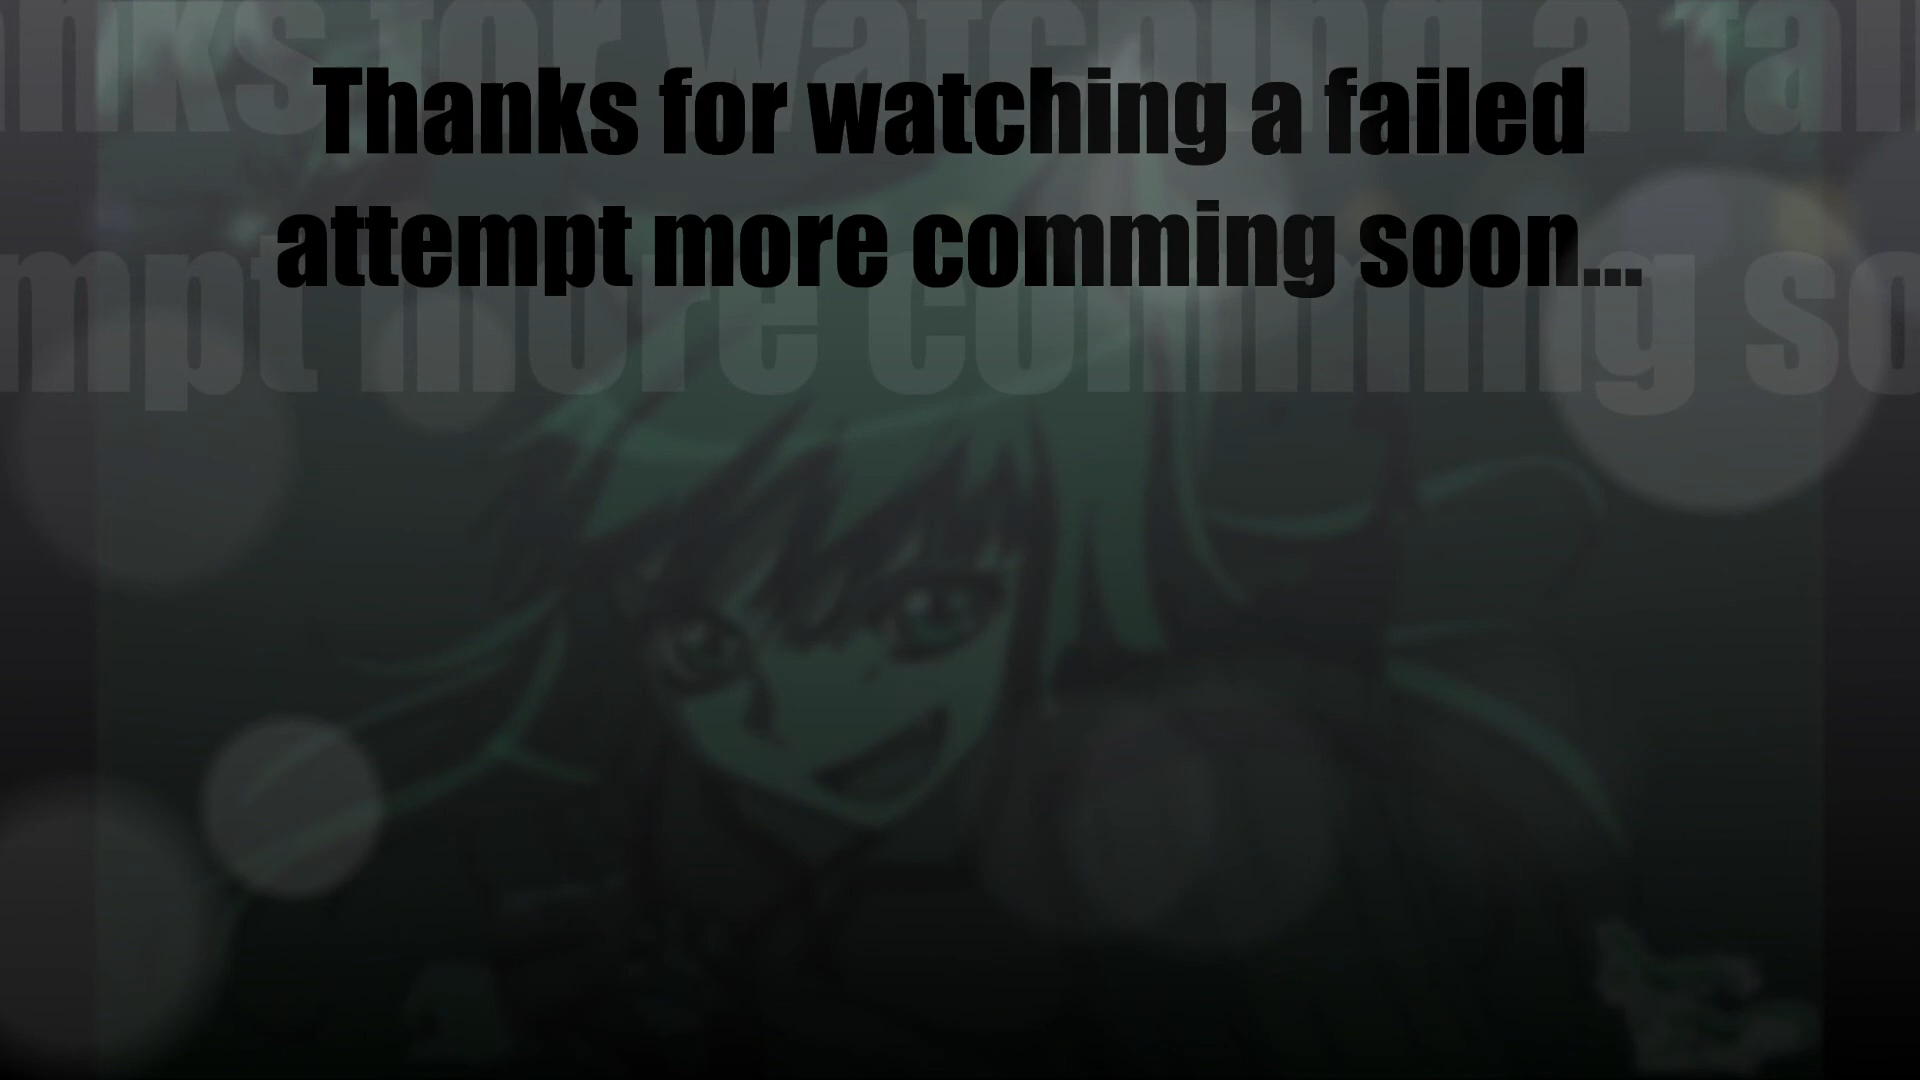 Thanks for watching a failed
attempt more comming soon...